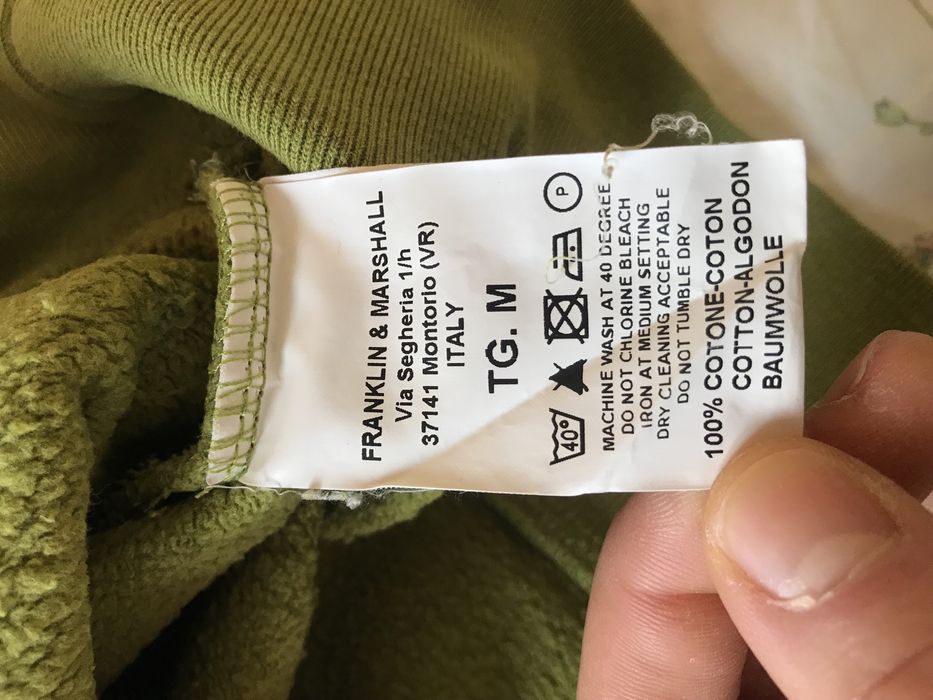 FRANKLIN & MARSHALL
Via Segheria 1/h
37141 Montorio (VR)
ITALY
TG. M
40° P
MACHINE WASH AT 40 DEGREE
DO NOT CHLORINE BLEACH
IRON AT MEDIUM SETTING
DRY CLEANING ACCEPTABLE
DO NOT TUMBLE DRY
100% COTONE-COTON
COTTON-ALGODON
BAUMWOLLE